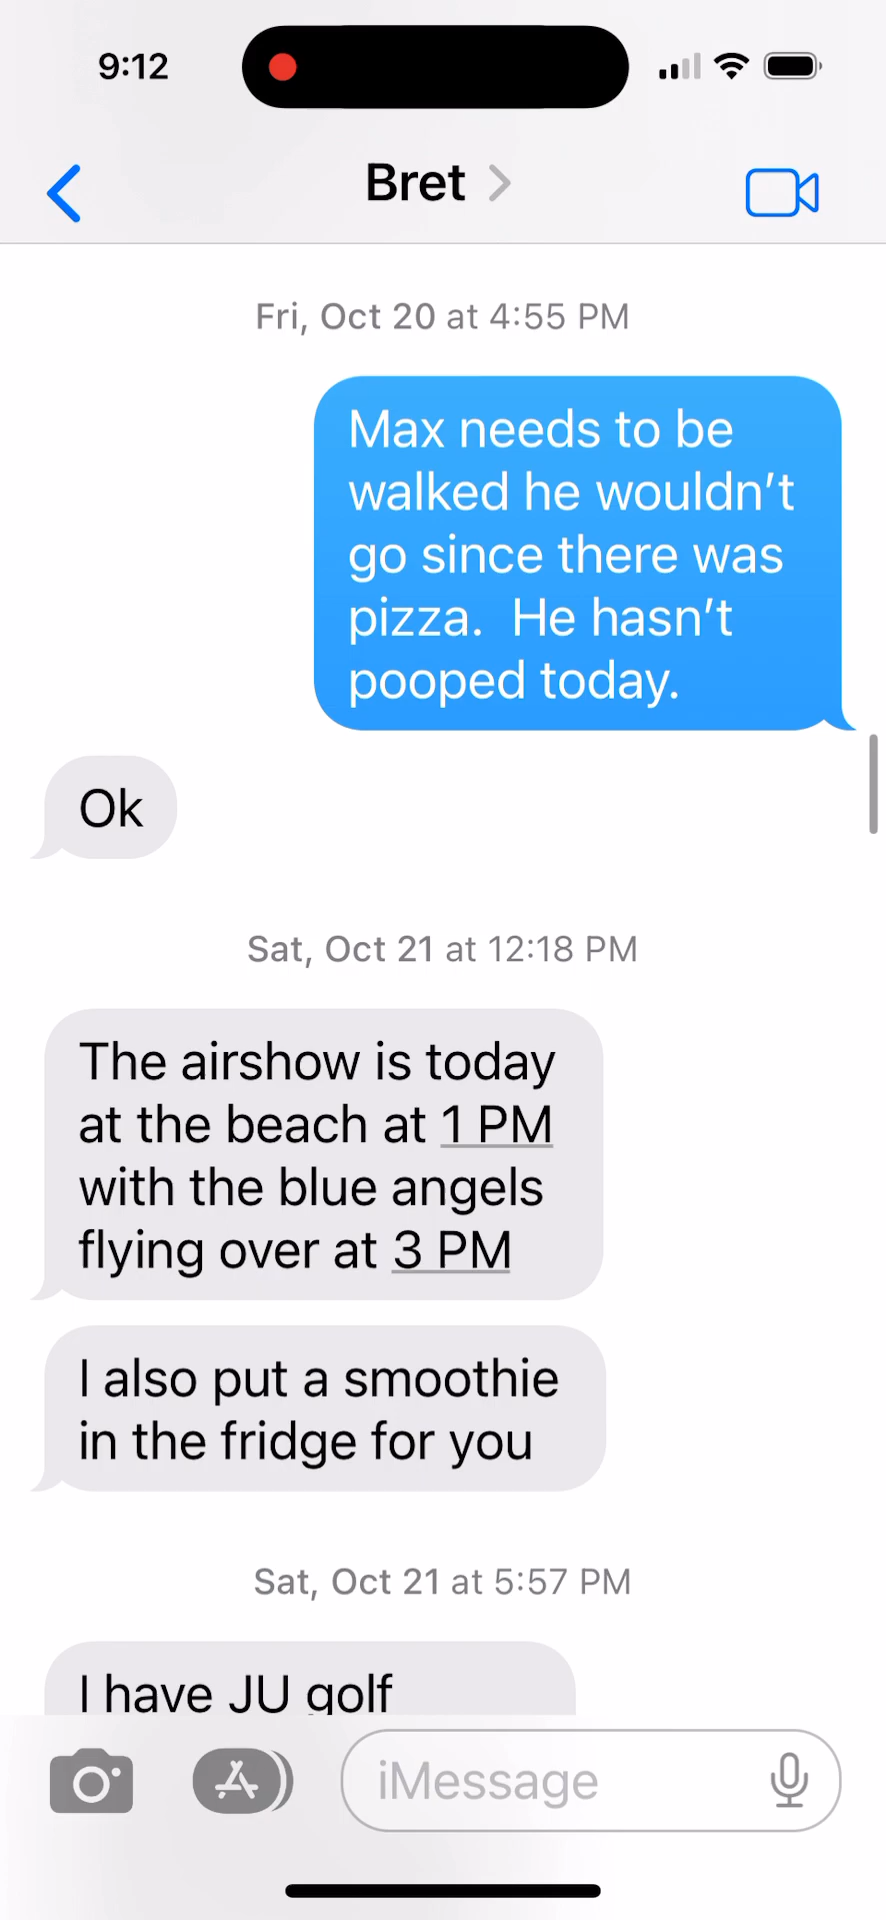 9:12
Bret
Fri, Oct 20 at 4:55 PM
Max needs to be
walked he wouldn’t
go since there was
pizza.  He hasn’t
pooped today.
Ok
Sat, Oct 21 at 12:18 PM
The airshow is today
at the beach at 1 PM
with the blue angels
flying over at 3 PM
I also put a smoothie
in the fridge for you
Sat, Oct 21 at 5:57 PM
I have JU golf
iMessage